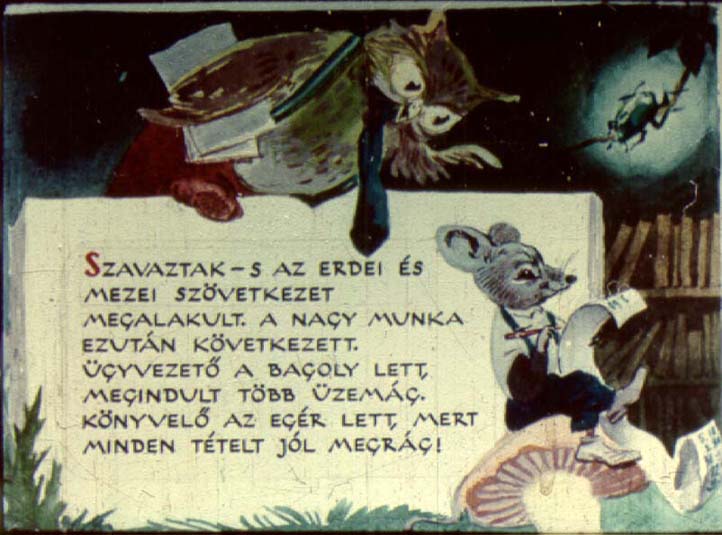 SZAVAZTAK – S AZ ERDEI ÉS
MEZEI SZÖVETKEZET
MEGALAKULT. A NAGY MUNKA
EZUTÁN KÖVETKEZETT.
ÜGYVEZETŐ A BAGOLY LETT,
MEGINDULT TÖBB ÜZEMÁG.
KÖNYVELŐ AZ EGÉR LETT, MERT
MINDEN TÉTELT JÓL MEGRÁG!